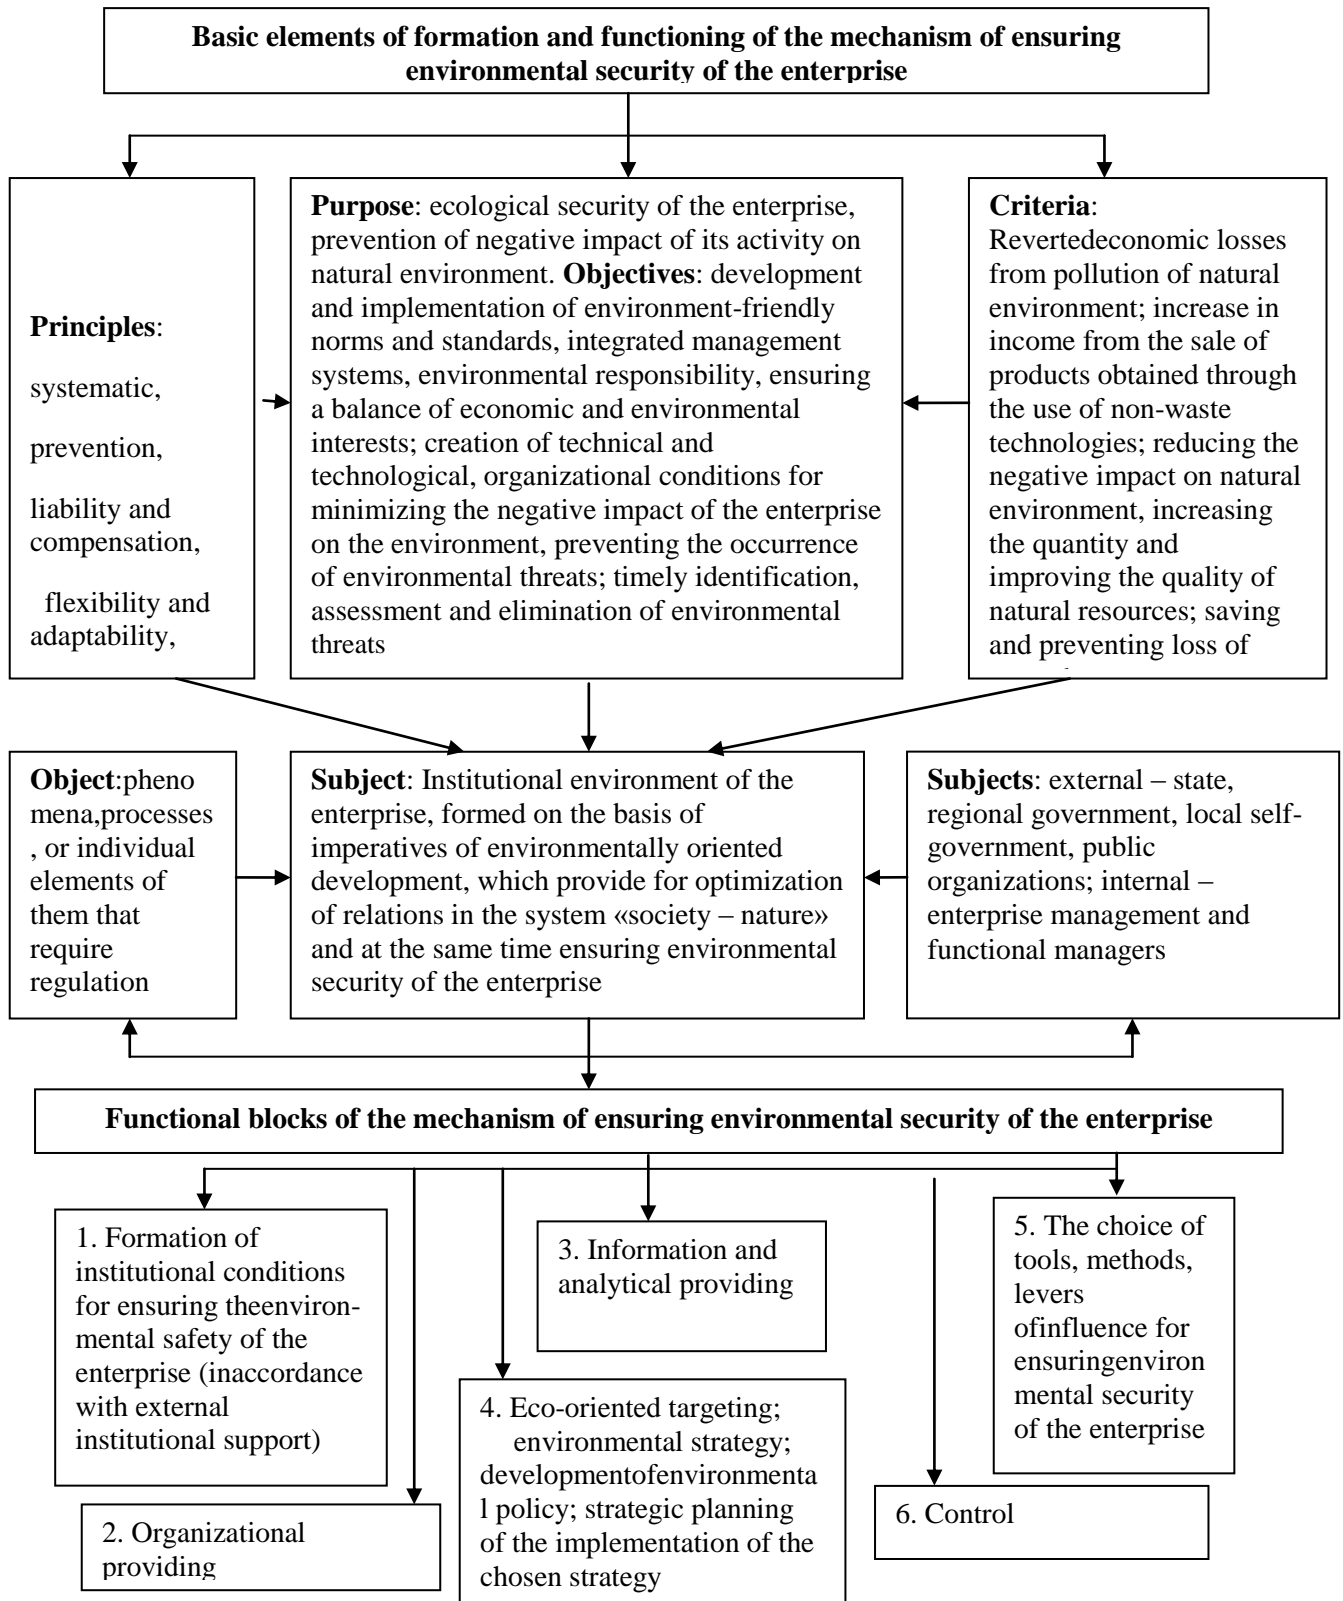 Basic elements of formation and functioning of the mechanism of ensuring
environmental security of the enterprise
Principles:
systematic,
prevention,
liability and
compensation,
flexibility and
adaptability,
Purpose: ecological security of the enterprise,
prevention of negative impact of its activity on
natural environment. Objectives: development
and implementation of environment-friendly
norms and standards, integrated management
systems, environmental responsibility, ensuring
a balance of economic and environmental
interests; creation of technical and
technological, organizational conditions for
minimizing the negative impact of the enterprise
on the environment, preventing the occurrence
of environmental threats; timely identification,
assessment and elimination of environmental
threats
Criteria:
Revertedeconomic losses
from pollution of natural
environment; increase in
income from the sale of
products obtained through
the use of non-waste
technologies; reducing the
negative impact on natural
environment, increasing
the quantity and
improving the quality of
natural resources; saving
and preventing loss of
Object:pheno
mena,processes
, or individual
elements of
them that
require
regulation
Subject: Institutional environment of the
enterprise, formed on the basis of
imperatives of environmentally oriented
development, which provide for optimization
of relations in the system «society – nature»
and at the same time ensuring environmental
security of the enterprise
Subjects: external – state,
regional government, local self-
government, public
organizations; internal –
enterprise management and
functional managers
Functional blocks of the mechanism of ensuring environmental security of the enterprise
1. Formation of
institutional conditions
for ensuring theenviron-
mental safety of the
enterprise (inaccordance
with external
institutional support)
2. Organizational
providing
3. Information and
analytical providing
4. Eco-oriented targeting;
environmental strategy;
developmentofenvironmenta
l policy; strategic planning
of the implementation of the
chosen strategy
5. The choice of
tools, methods,
levers
ofinfluence for
ensuringenviron
mental security
of the enterprise
6. Control